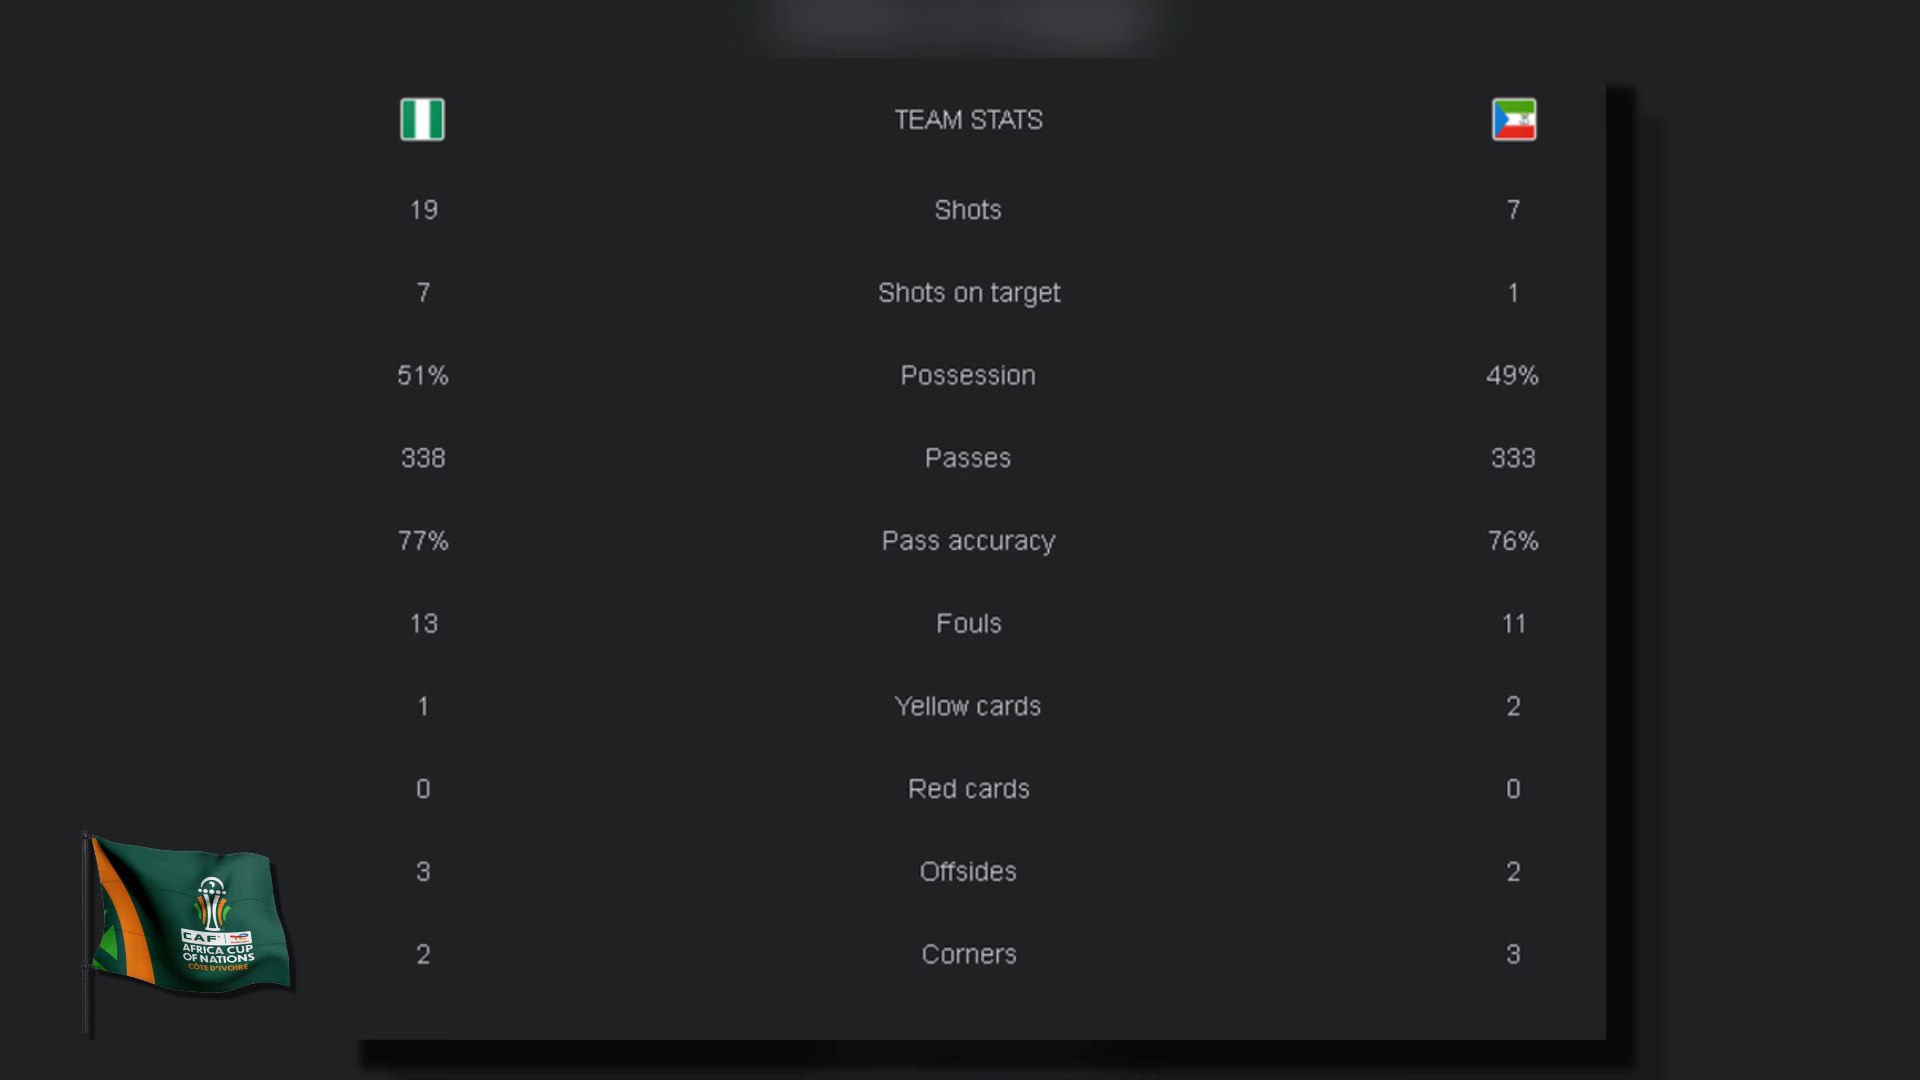 TEAM STATS
19 Shots 7
7 Shots on target 1
51% Possession 49%
338 Passes 333
77% Pass accuracy 76%
13 Fouls 11
1 Yellow cards 2
0 Red cards 0
3 Offsides 2
2 Corners 3
CAF
AFRICA CUP
OF NATIONS
CÔTE D'IVOIRE